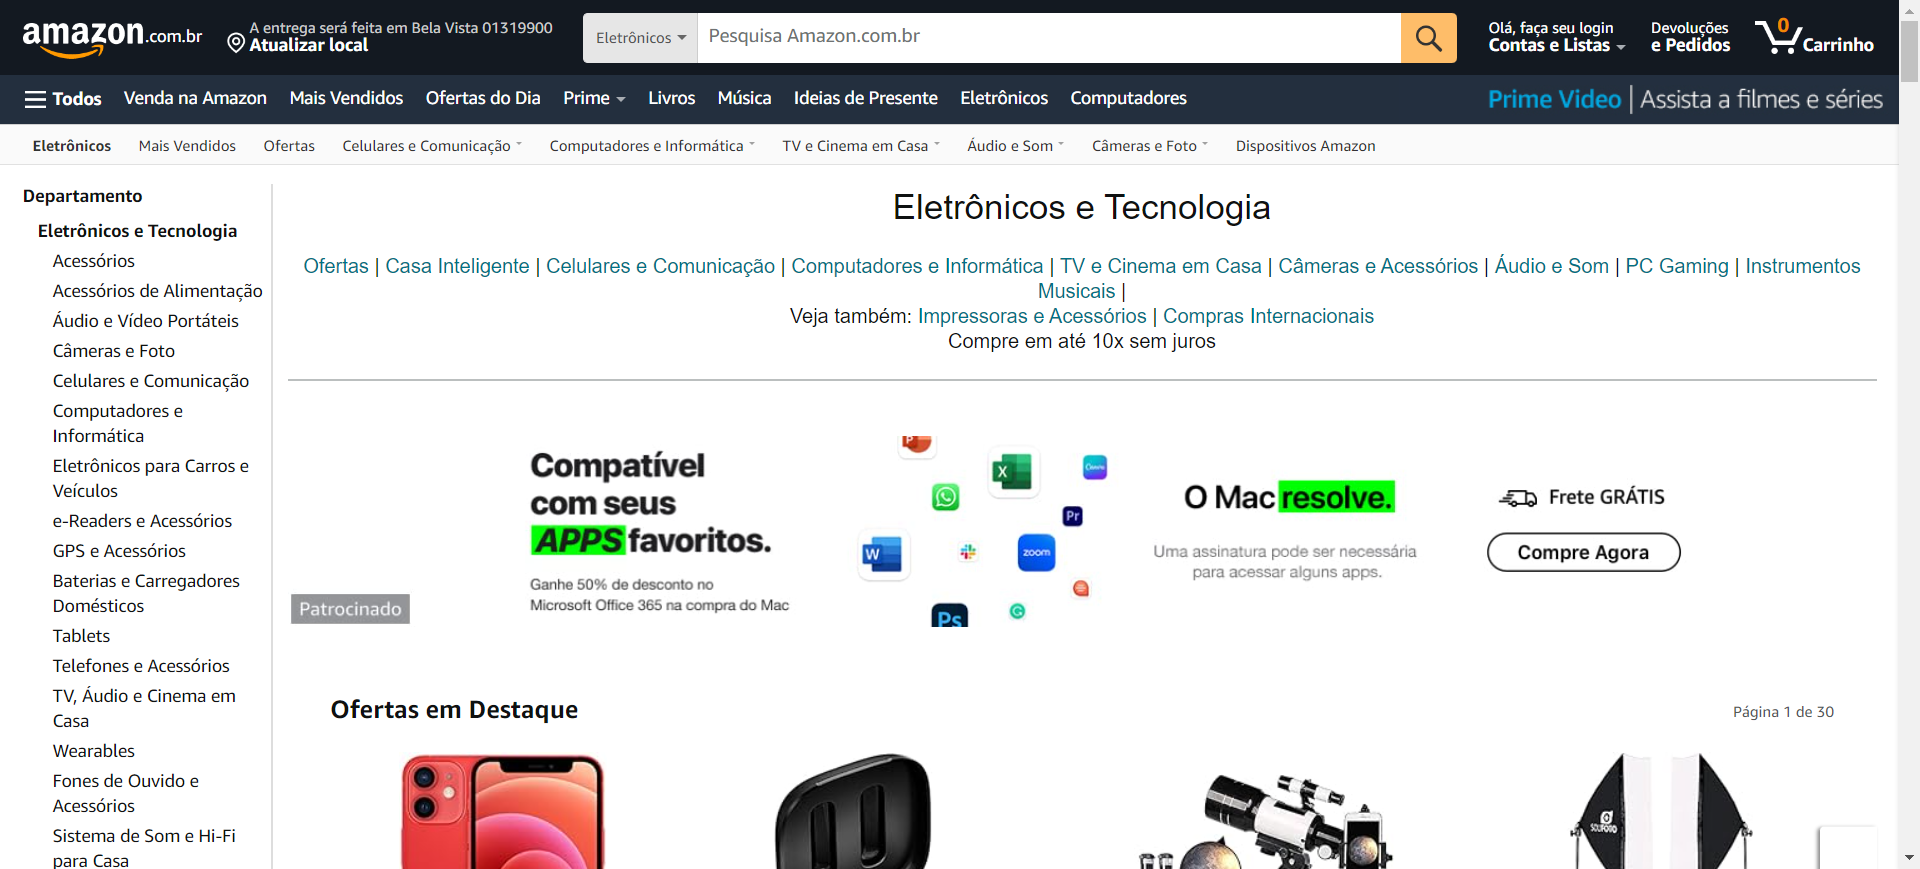 amazon.com.br
A entrega será feita em Bela Vista 01319900
Atualizar local
Eletrônicos
Pesquisa Amazon.com.br
Olá, faça seu login
Contas e Listas
Devoluções
e Pedidos
0
Carrinho
Todos
Venda na Amazon
Mais Vendidos
Ofertas do Dia
Prime
Livros
Música
Ideias de Presente
Eletrônicos
Computadores
Prime Video | Assista a filmes e séries
Eletrônicos
Mais Vendidos
Ofertas
Celulares e Comunicação
Computadores e Informática
TV e Cinema em Casa
Áudio e Som
Câmeras e Foto
Dispositivos Amazon
Departamento
Eletrônicos e Tecnologia
Acessórios
Acessórios de Alimentação
Áudio e Vídeo Portáteis
Câmeras e Foto
Celulares e Comunicação
Computadores e
Informática
Eletrônicos para Carros e
Veículos
e-Readers e Acessórios
GPS e Acessórios
Baterias e Carregadores
Domésticos
Tablets
Telefones e Acessórios
TV, Áudio e Cinema em
Casa
Wearables
Fones de Ouvido e
Acessórios
Sistema de Som e Hi-Fi
para Casa
Eletrônicos e Tecnologia
Ofertas | Casa Inteligente | Celulares e Comunicação | Computadores e Informática | TV e Cinema em Casa | Câmeras e Acessórios | Áudio e Som | PC Gaming | Instrumentos
Musicais |
Veja também: Impressoras e Acessórios | Compras Internacionais
Compre em até 10x sem juros
Compatível
com seus
APPS favoritos.
Ganhe 50% de desconto no
Microsoft Office 365 na compra do Mac
Patrocinado
P
X
Canva
Pr
W
zoom
Ps
O Mac resolve.
Uma assinatura pode ser necessária
para acessar alguns apps.
Frete GRÁTIS
Compre Agora
Ofertas em Destaque
Página 1 de 30
SOUFOTO